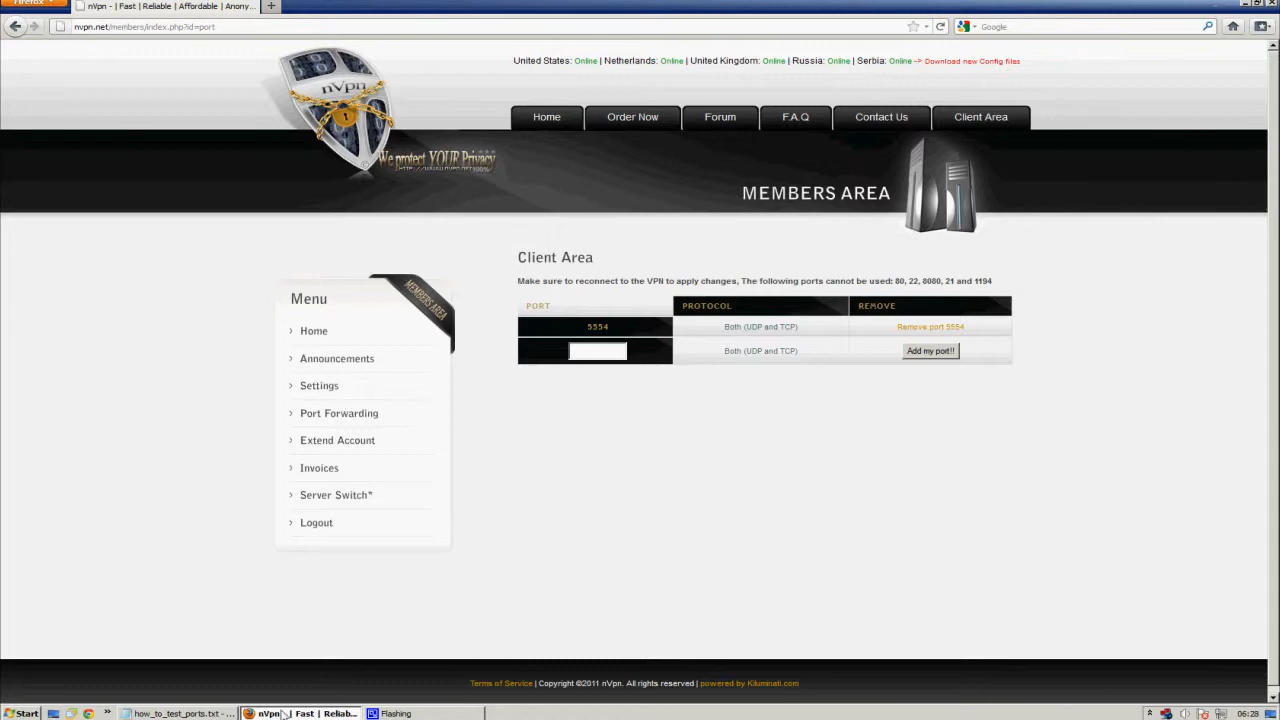 Firefox
nVpn - | Fast | Reliable | Affordable | Anony...
nvpn.net/members/index.php?id=port
Google
nVpn
We protect YOUR Privacy
United States: Online | Netherlands: Online | United Kingdom: Online | Russia: Online | Serbia: Online -> Download new Config files
Home
Order Now
Forum
F.A.Q
Contact Us
Client Area
MEMBERS AREA
MEMBERS AREA
Menu
Home
Announcements
Settings
Port Forwarding
Extend Account
Invoices
Server Switch*
Logout
Client Area
Make sure to reconnect to the VPN to apply changes, The following ports cannot be used: 80, 22, 8080, 21 and 1194
PORT PROTOCOL REMOVE
5554 Both (UDP and TCP) Remove port 5554
Both (UDP and TCP) Add my port!!
Terms of Service | Copyright ©2011 nVpn. All rights reserved | powered by Kiluminati.com
Start
how_to_test_ports.txt - ...
nVpn | Fast | Reliab...
Flashing
06:28